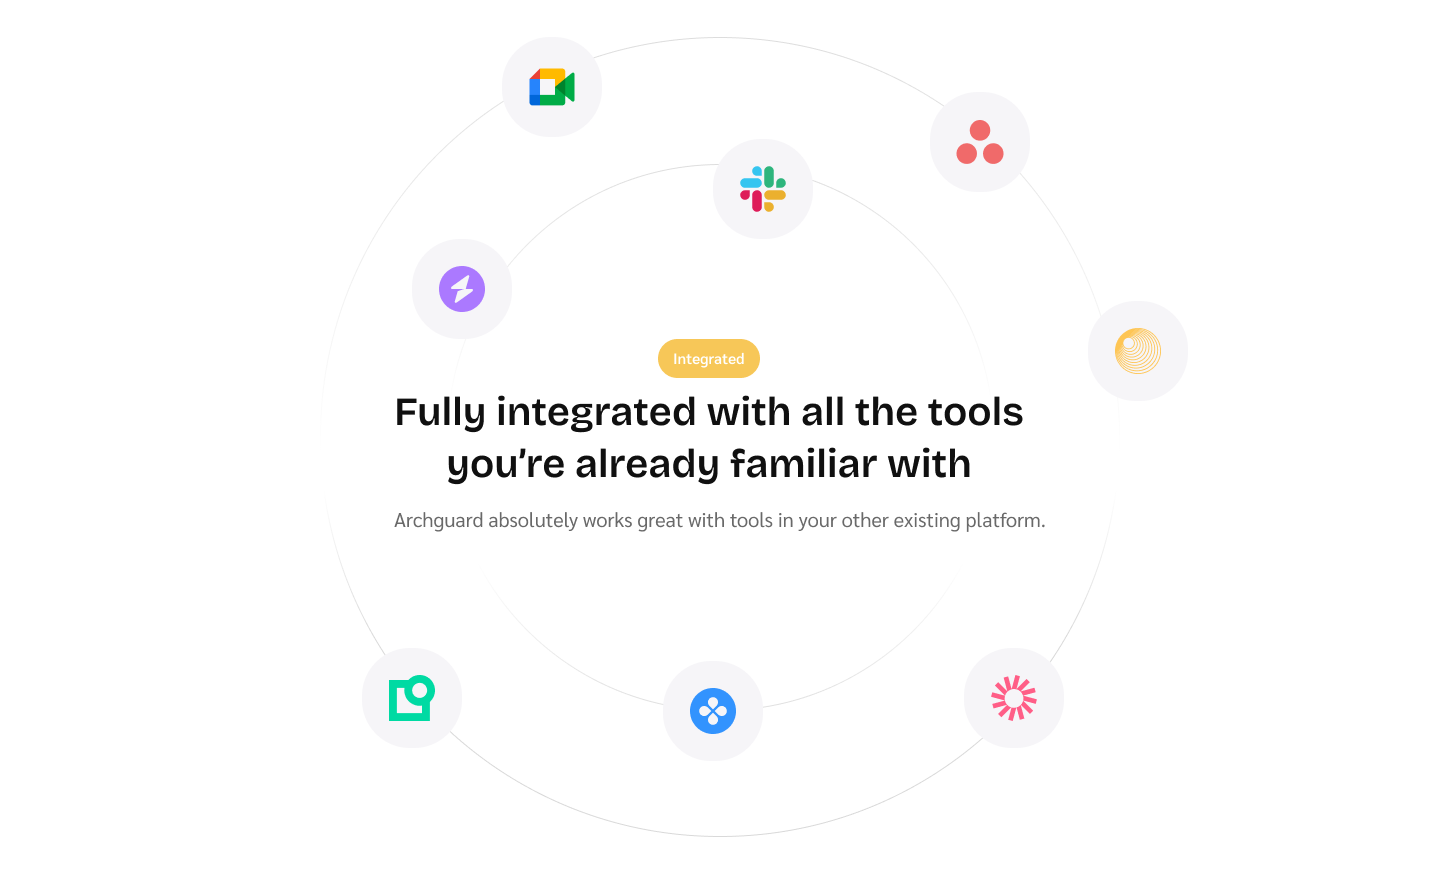 Integrated
Fully integrated with all the tools
you’re already familiar with
Archguard absolutely works great with tools in your other existing platform.